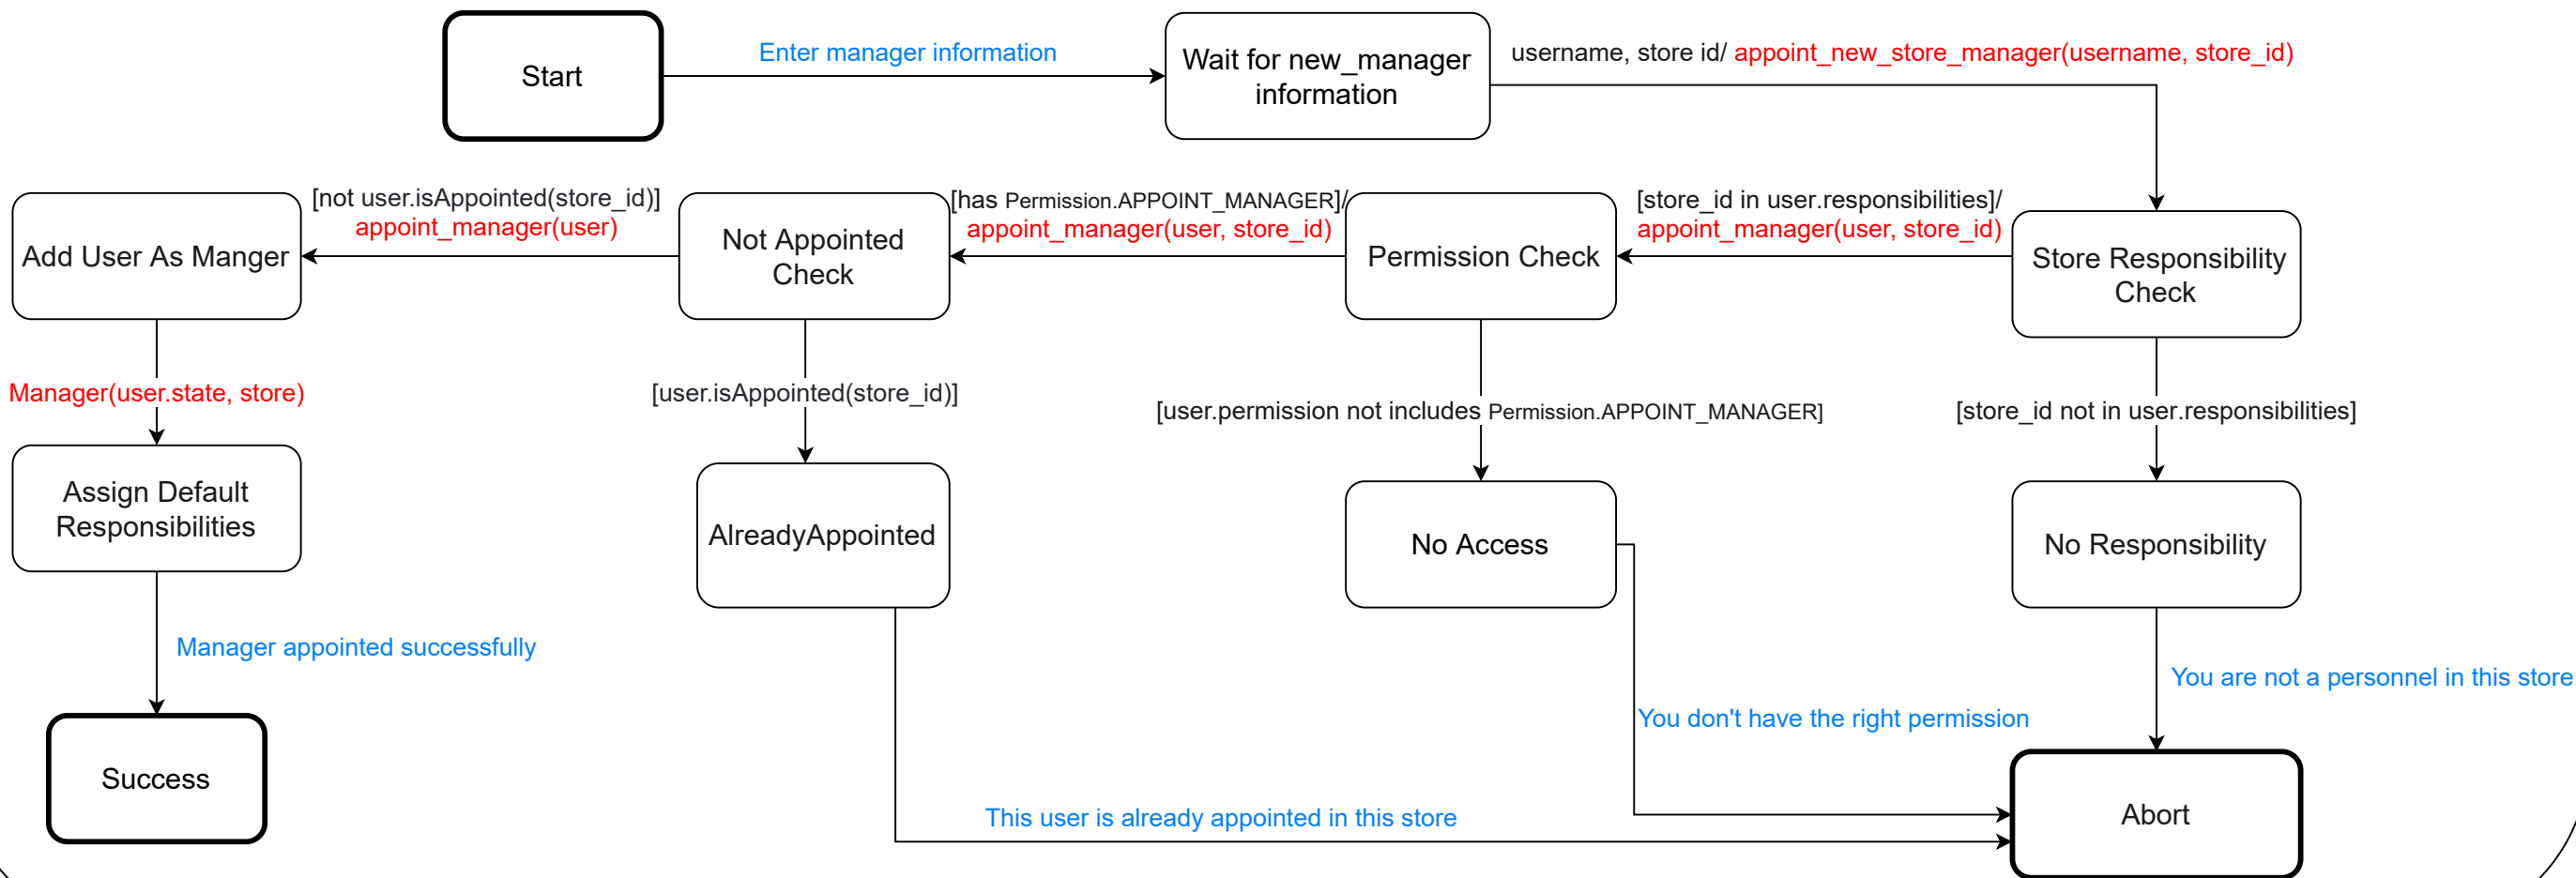 Start
Enter manager information
Wait for new_manager
information
username, store id/ appoint_new_store_manager(username, store_id)
Add User As Manger
[not user.isAppointed(store_id)]
appoint_manager(user)
Not Appointed
Check
[has Permission.APPOINT_MANAGER]/
appoint_manager(user, store_id)
Permission Check
[store_id in user.responsibilities]/
appoint_manager(user, store_id)
Store Responsibility
Check
Manager(user.state, store)
[user.isAppointed(store_id)]
[user.permission not includes Permission.APPOINT_MANAGER]
[store_id not in user.responsibilities]
Assign Default
Responsibilities
AlreadyAppointed
No Access
No Responsibility
Manager appointed successfully
You are not a personnel in this store
You don't have the right permission
Success
This user is already appointed in this store
Abort